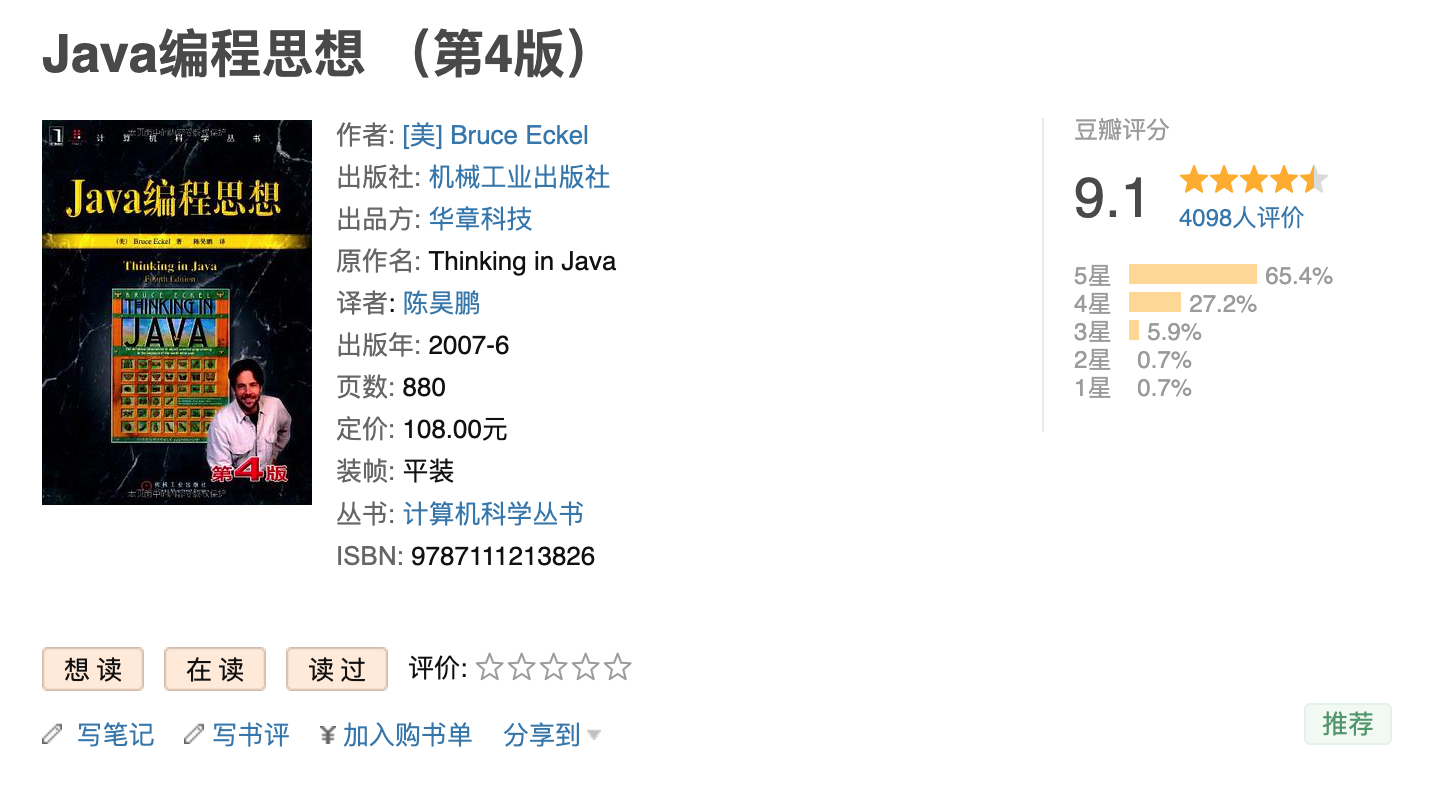 Java编程思想 （第4版）
计算机科学丛书
Java编程思想
（美） Bruce Eckel 著 陈昊鹏 译
Thinking in Java
Fourth Edition
BRUCE ECKEL
THINKING IN
JAVA
第4版
机械工业出版社
作者: [美] Bruce Eckel
出版社: 机械工业出版社
出品方: 华章科技
原作名: Thinking in Java
译者: 陈昊鹏
出版年: 2007-6
页数: 880
定价: 108.00元
装帧: 平装
丛书: 计算机科学丛书
ISBN: 9787111213826
豆瓣评分
9.1
4098人评价
5星 65.4%
4星 27.2%
3星 5.9%
2星 0.7%
1星 0.7%
想读 在读 读过 评价:
写笔记 写书评 ¥加入购书单 分享到
推荐